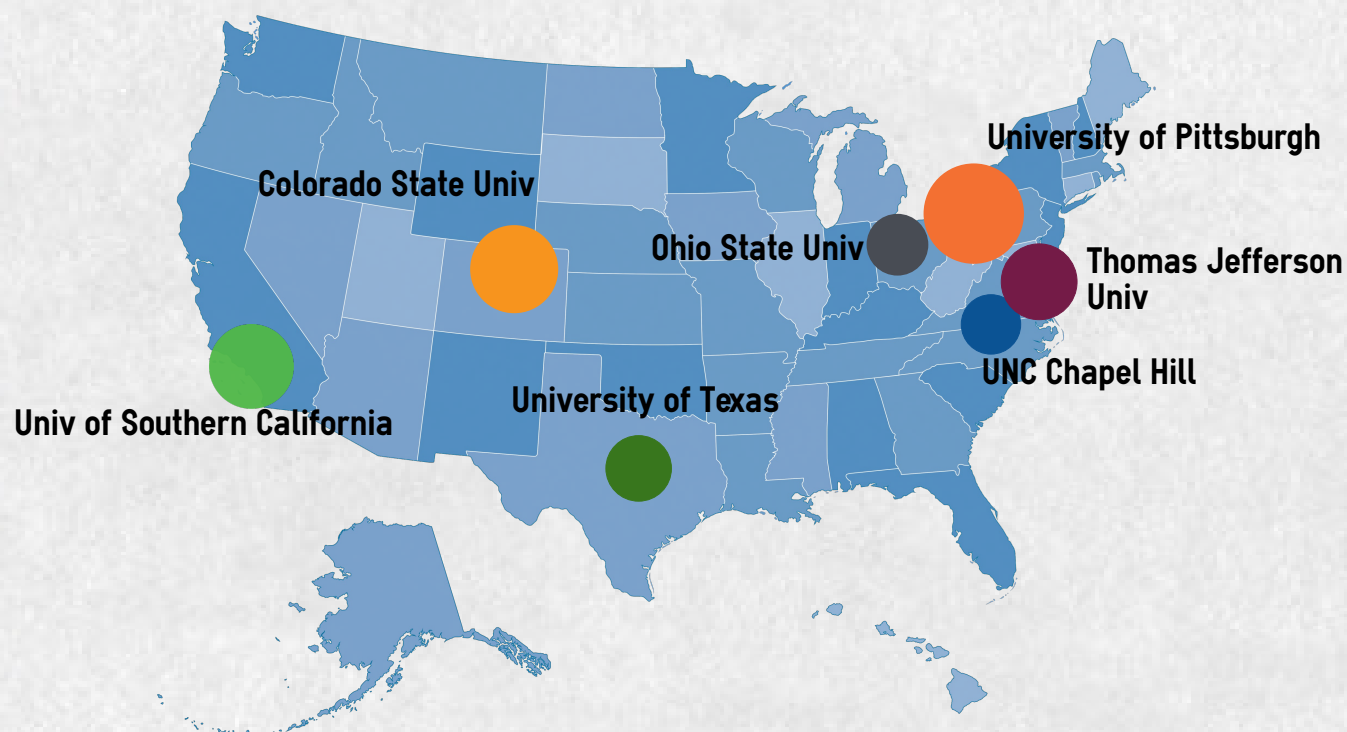 University of Pittsburgh
Colorado State Univ
Ohio State Univ
Thomas Jefferson
Univ
UNC Chapel Hill
University of Texas
Univ of Southern California